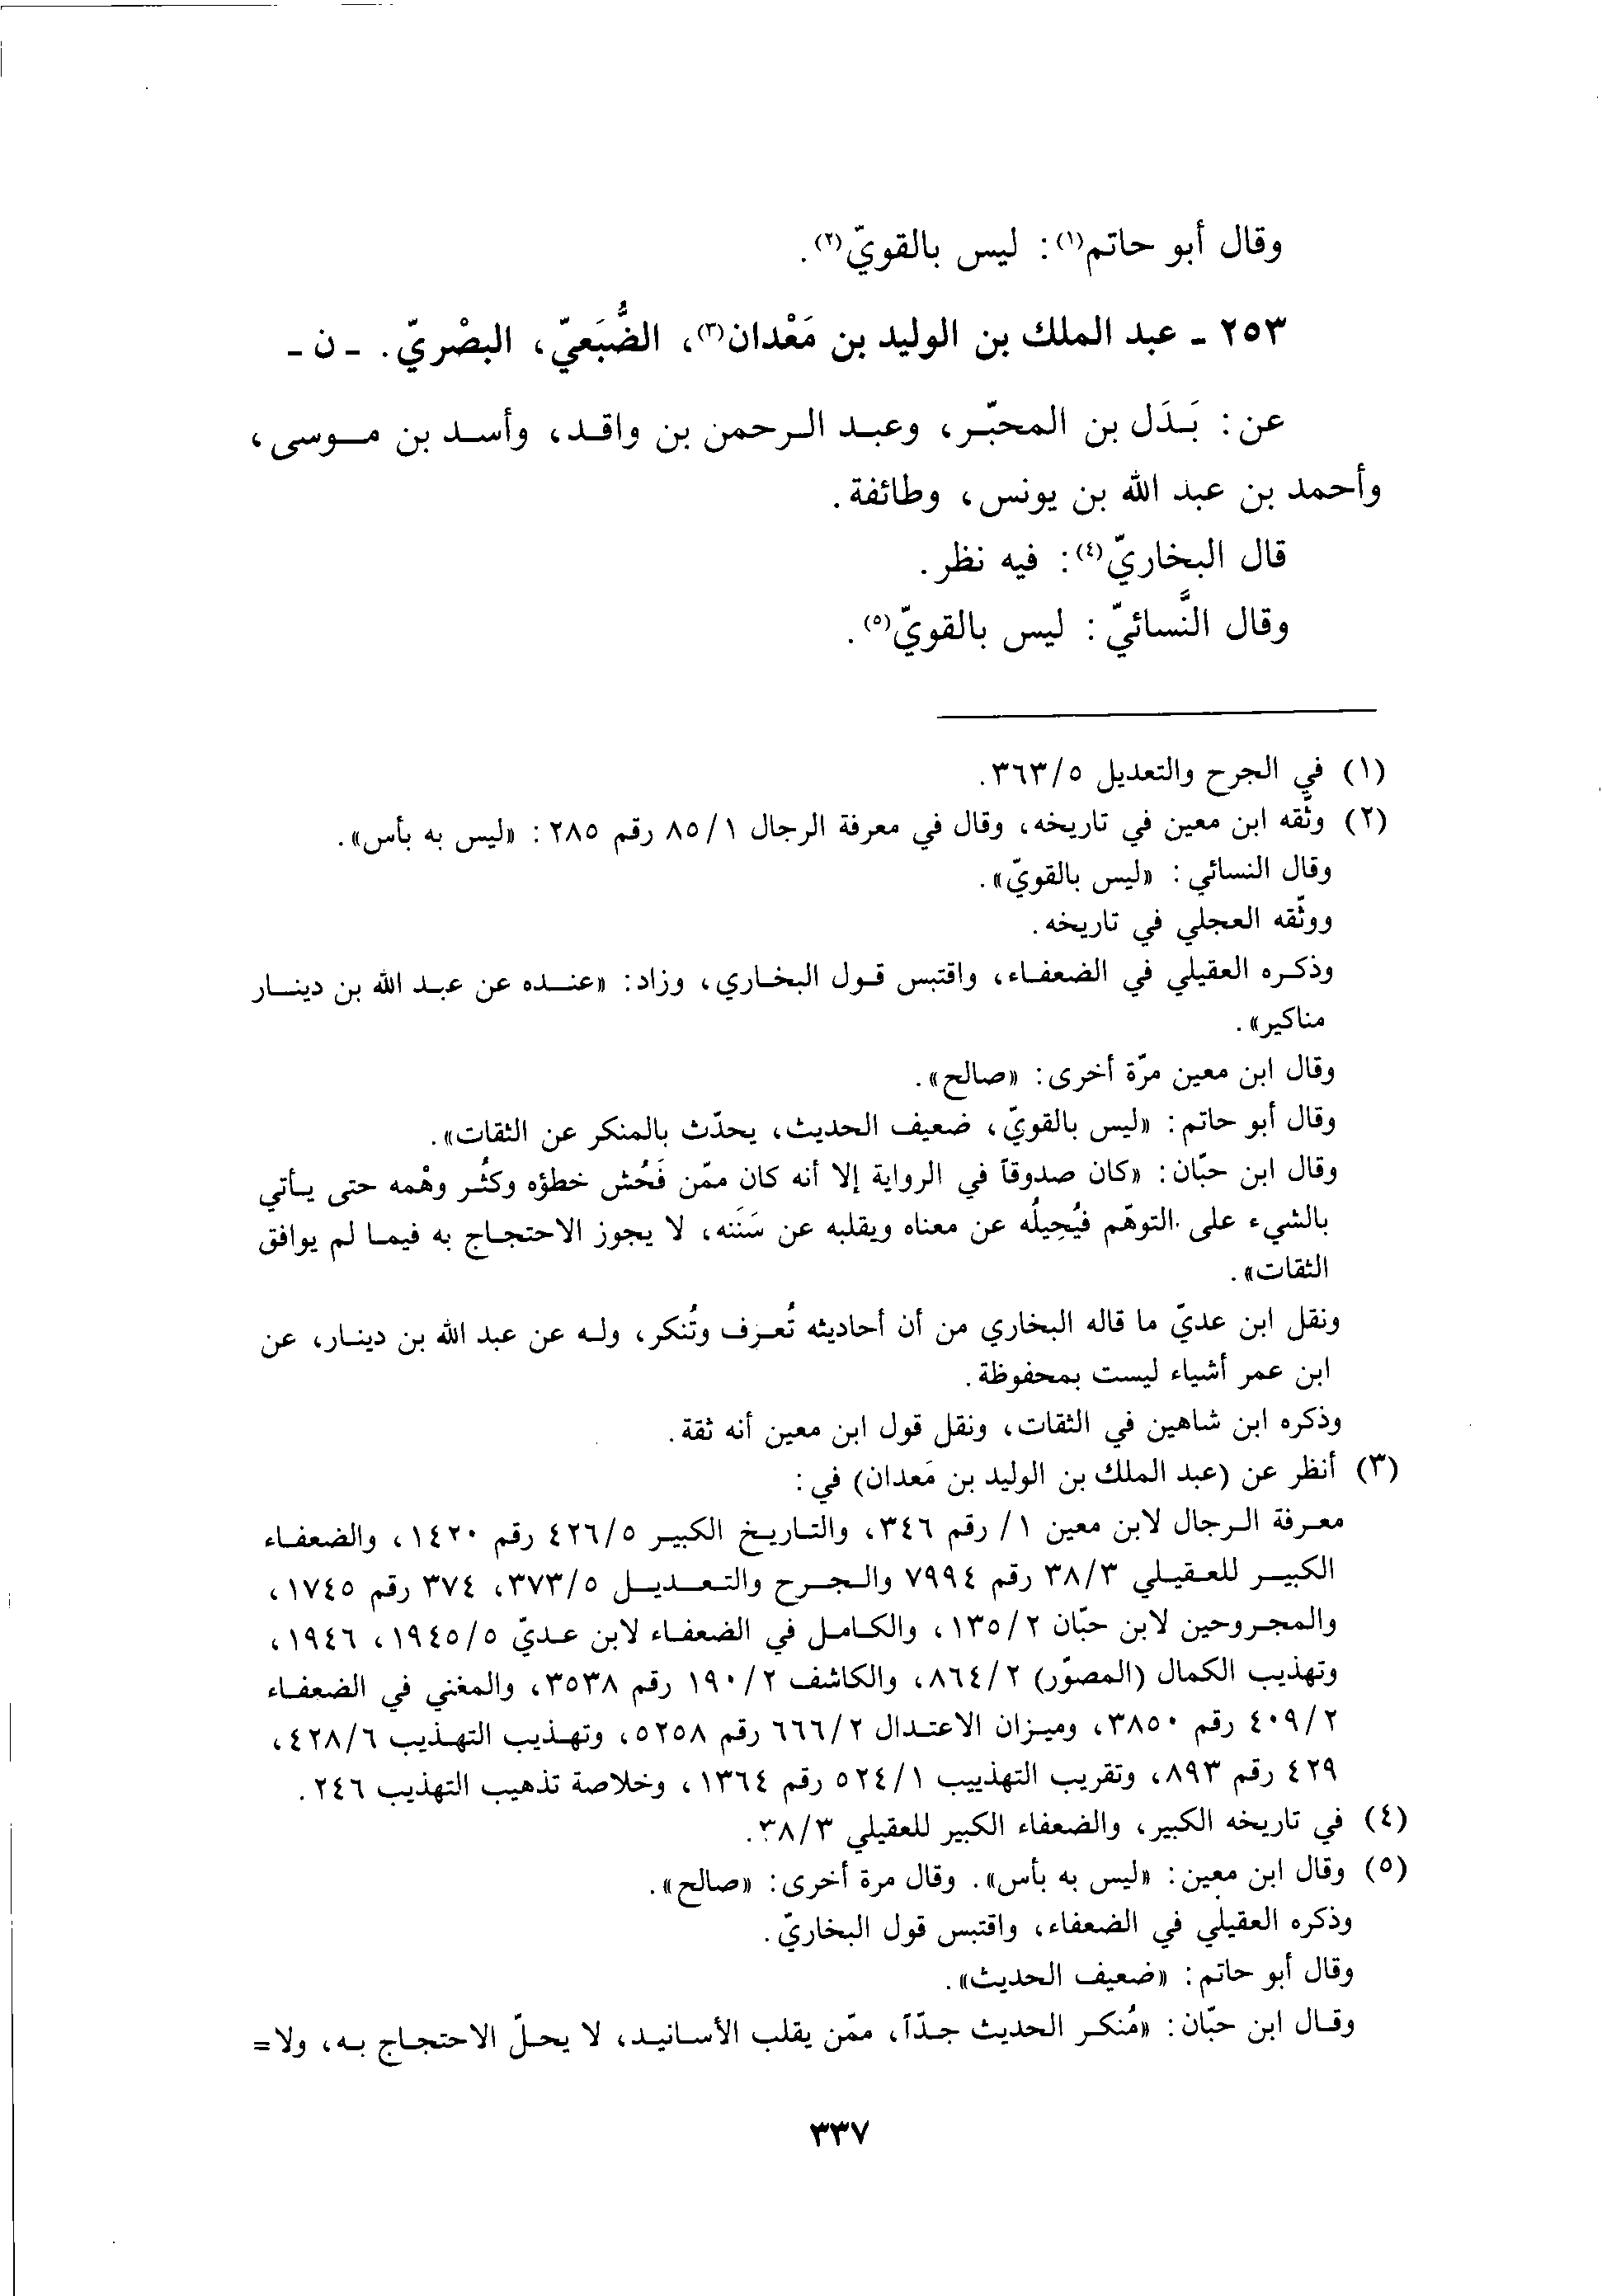 وقال أبو حاتم(١): ليس بالقويّ(٢).
٢٥٣ ـ عبد الملك بن الوليد بن مَعْدان(٣)، الضُّبَعيّ، البصْريّ. ـ ن ـ
عن: بَدَل بن المحبّر، وعبد الرحمن بن واقد، وأسد بن موسى،
وأحمد بن عبد الله بن يونس، وطائفة.
قال البخاريّ(٤): فيه نظر.
وقال النَّسائيّ: ليس بالقويّ(٥).
(١) في الجرح والتعديل ٣٦٣/٥.
(٢) وثّقه ابن معين في تاريخه، وقال في معرفة الرجال ٨٥/١ رقم ٢٨٥: «ليس به بأس».
وقال النسائي: «ليس بالقويّ».
ووثّقه العجلي في تاريخه.
وذكره العقيلي في الضعفاء، واقتبس قول البخاري، وزاد: «عنده عن عبد الله بن دينار
مناكير».
وقال ابن معين مرّة أخرى: «صالح».
وقال أبو حاتم: «ليس بالقويّ، ضعيف الحديث، يحدّث بالمنكر عن الثقات».
وقال ابن حبّان: «كان صدوقاً في الرواية إلا أنه كان ممّن فَحُش خطؤه وكثُر وهْمه حتى يأتي
بالشيء على التوهّم فيُحِيلُه عن معناه ويقلبه عن سَنَنه، لا يجوز الاحتجاج به فيما لم يوافق
الثقات».
ونقل ابن عديّ ما قاله البخاري من أن أحاديثه تُعرف وتُنكر، وله عن عبد الله بن دينار، عن
ابن عمر أشياء ليست بمحفوظة.
وذكره ابن شاهين في الثقات، ونقل قول ابن معين أنه ثقة.
(٣) أنظر عن (عبد الملك بن الوليد بن مَعدان) في:
معرفة الرجال لابن معين ١/ رقم ٣٤٦، والتاريخ الكبير ٤٢٦/٥ رقم ١٤٢٠، والضعفاء
الكبير للعقيلي ٣٨/٣ رقم ٧٩٩٤ والجرح والتعديل ٣٧٣/٥، ٣٧٤ رقم ١٧٤٥،
والمجروحين لابن حبّان ١٣٥/٢، والكامل في الضعفاء لابن عديّ ١٩٤٥/٥، ١٩٤٦،
وتهذيب الكمال (المصوّر) ٨٦٤/٢، والكاشف ١٩٠/٢ رقم ٣٥٣٨، والمغني في الضعفاء
٤٠٩/٢ رقم ٣٨٥٠، وميزان الاعتدال ٦٦٦/٢ رقم ٥٢٥٨، وتهذيب التهذيب ٤٢٨/٦،
٤٢٩ رقم ٨٩٣، وتقريب التهذييب ٥٢٤/١ رقم ١٣٦٤، وخلاصة تذهيب التهذيب ٢٤٦.
(٤) في تاريخه الكبير، والضعفاء الكبير للعقيلي ٣٨/٣.
(٥) وقال ابن معين: «ليس به بأس». وقال مرة أخرى: «صالح».
وذكره العقيلي في الضعفاء، واقتبس قول البخاريّ.
وقال أبو حاتم: «ضعيف الحديث».
وقال ابن حبّان: «مُنكر الحديث جدّاً، ممّن يقلب الأسانيد، لا يحلّ الاحتجاج به، ولا=
٣٣٧